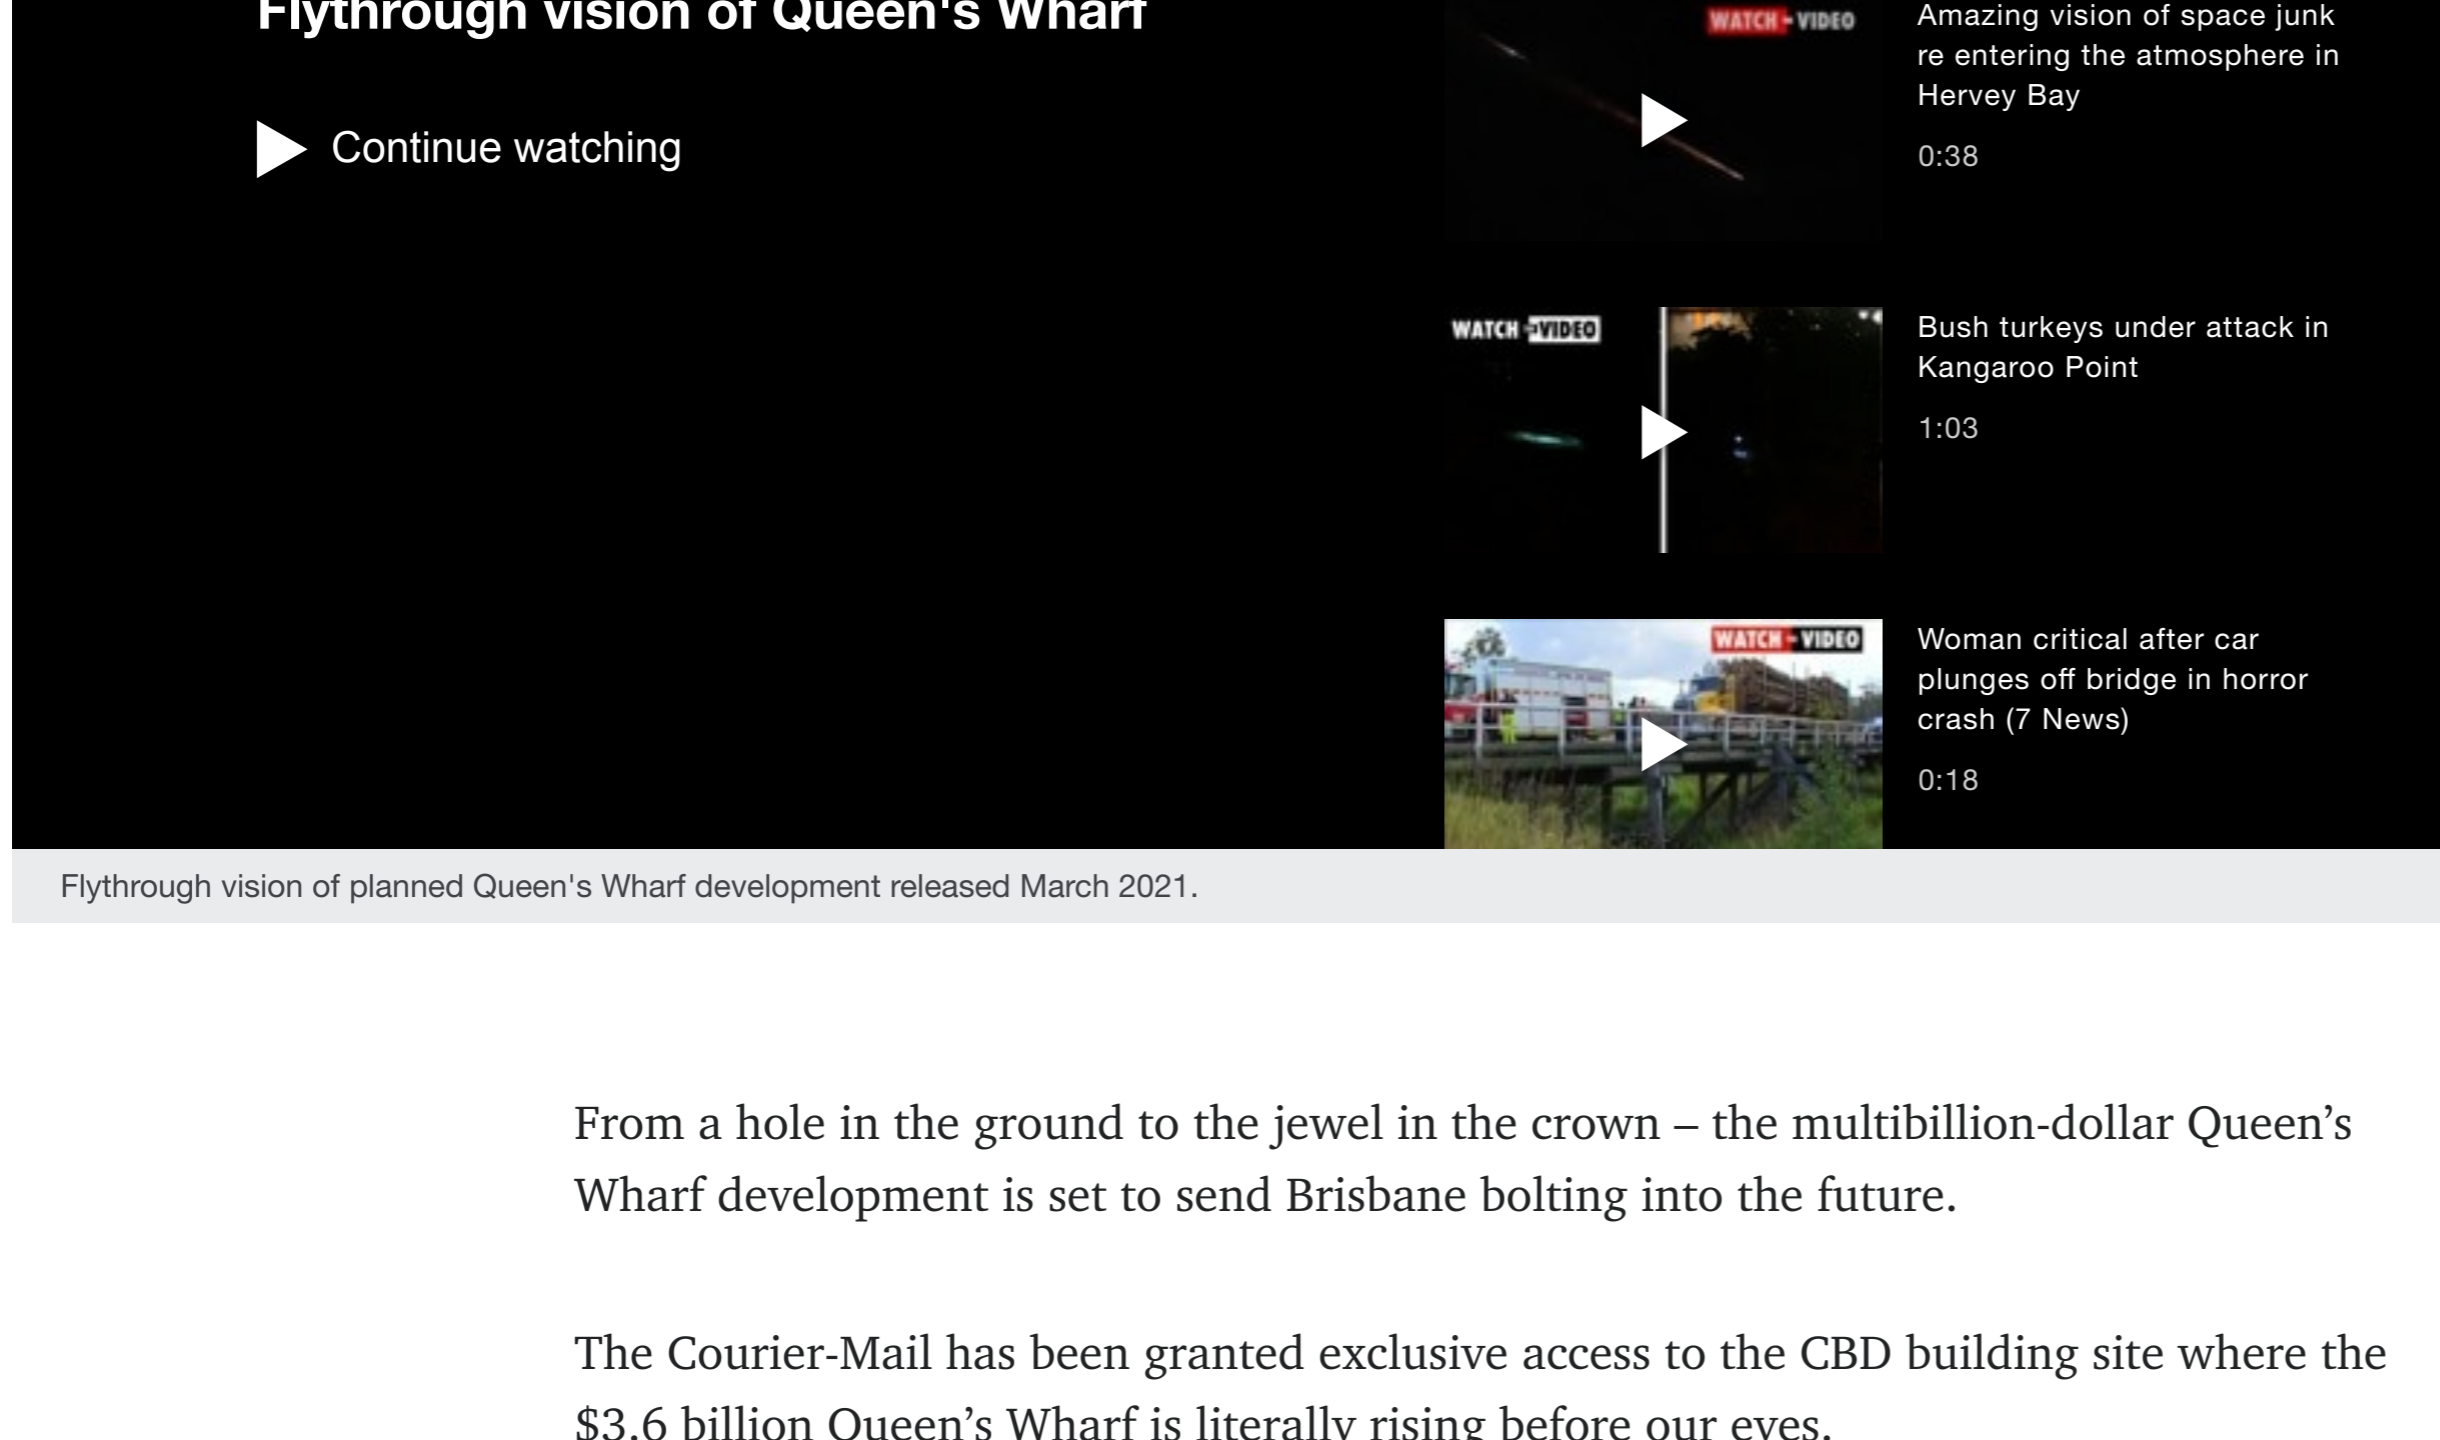 Flythrough vision of Queen's Wharf
Continue watching
WATCH - VIDEO
Amazing vision of space junk
re entering the atmosphere in
Hervey Bay
0:38
WATCH - VIDEO
Bush turkeys under attack in
Kangaroo Point
1:03
WATCH - VIDEO
Woman critical after car
plunges off bridge in horror
crash (7 News)
0:18
Flythrough vision of planned Queen's Wharf development released March 2021.
From a hole in the ground to the jewel in the crown – the multibillion-dollar Queen’s
Wharf development is set to send Brisbane bolting into the future.
The Courier-Mail has been granted exclusive access to the CBD building site where the
$3.6 billion Queen’s Wharf is literally rising before our eyes.